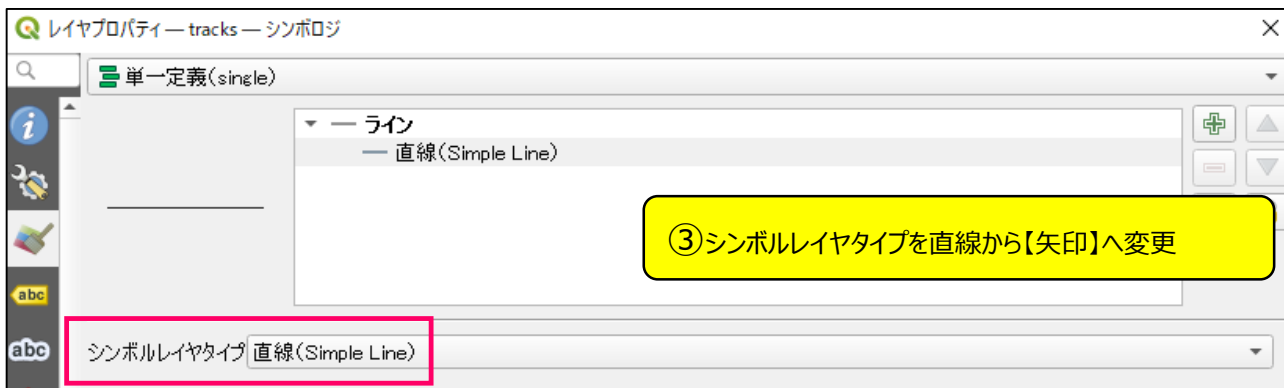 レイヤプロパティ — tracks — シンボロジ
単一定義(single)
ライン
直線(Simple Line)
③シンボルレイヤタイプを直線から【矢印】へ変更
abc
abc
シンボルレイヤタイプ 直線(Simple Line)